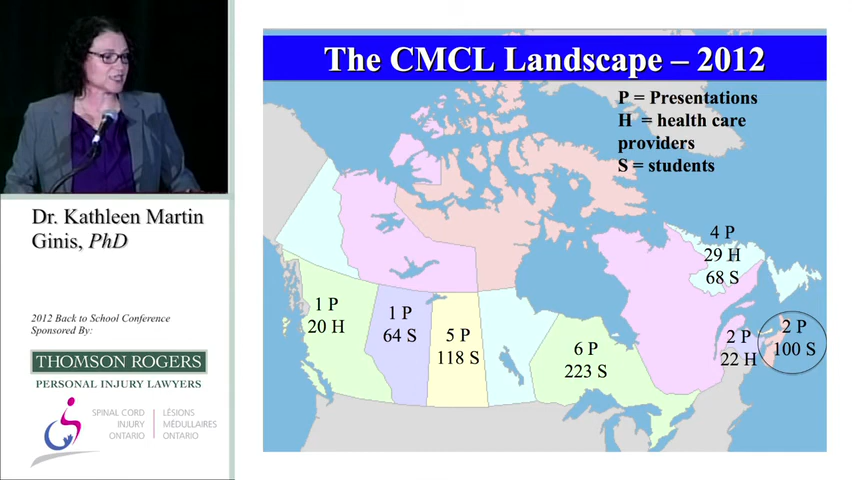 Dr. Kathleen Martin
Ginis, PhD
2012 Back to School Conference
Sponsored By:
THOMSON ROGERS
PERSONAL INJURY LAWYERS
SPINAL CORD
INJURY
ONTARIO
LÉSIONS
MÉDULLAIRES
ONTARIO
The CMCL Landscape – 2012
P = Presentations
H = health care
providers
S = students
1 P
20 H
1 P
64 S
5 P
118 S
6 P
223 S
4 P
29 H
68 S
2 P
22 H
2 P
100 S